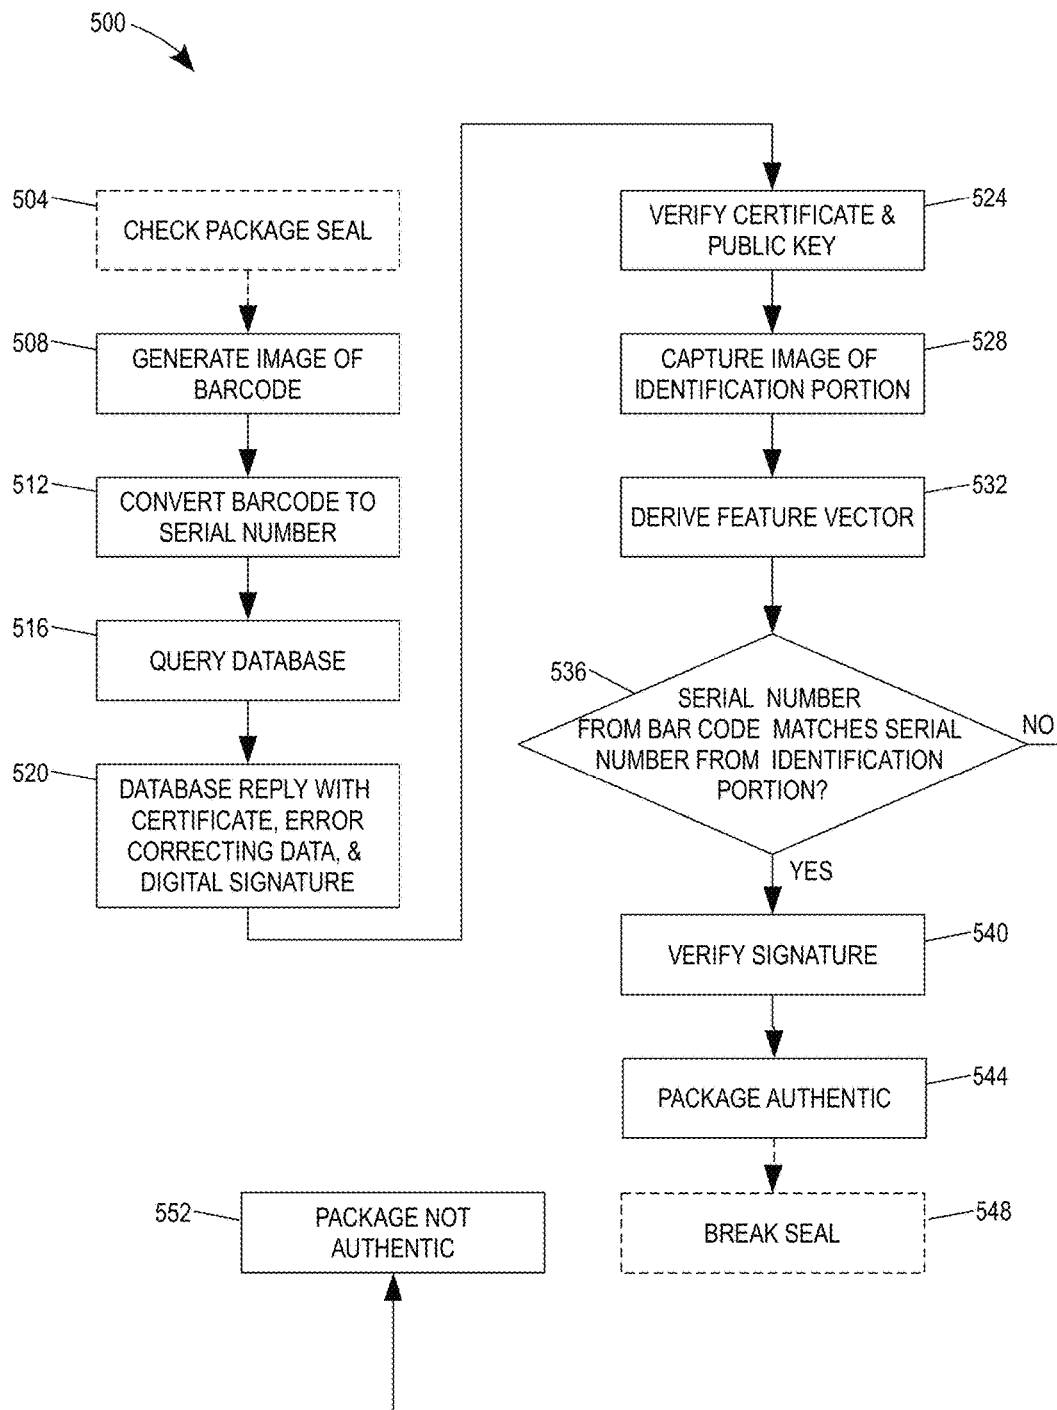 500
504
CHECK PACKAGE SEAL
508
GENERATE IMAGE OF
BARCODE
512
CONVERT BARCODE TO
SERIAL NUMBER
516
QUERY DATABASE
520
DATABASE REPLY WITH
CERTIFICATE, ERROR
CORRECTING DATA, &
DIGITAL SIGNATURE
524
VERIFY CERTIFICATE &
PUBLIC KEY
528
CAPTURE IMAGE OF
IDENTIFICATION PORTION
532
DERIVE FEATURE VECTOR
536
SERIAL NUMBER
FROM BAR CODE MATCHES SERIAL
NUMBER FROM IDENTIFICATION
PORTION?
NO
YES
540
VERIFY SIGNATURE
544
PACKAGE AUTHENTIC
548
BREAK SEAL
552
PACKAGE NOT
AUTHENTIC